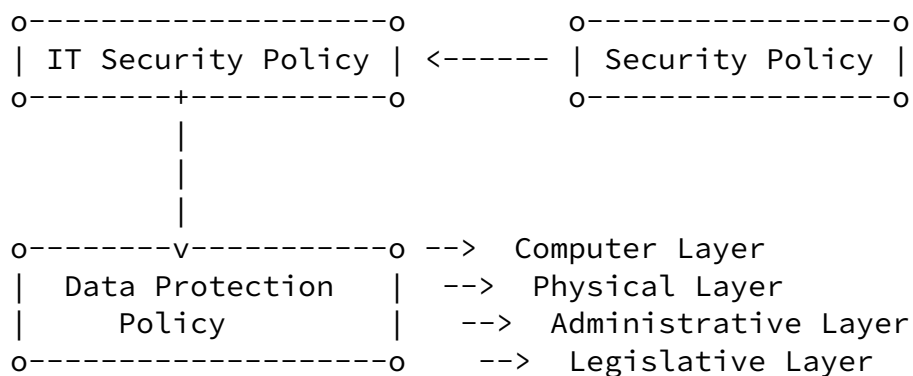 IT Security Policy <------ Security Policy
--> Computer Layer
Data Protection --> Physical Layer
Policy --> Administrative Layer
--> Legislative Layer